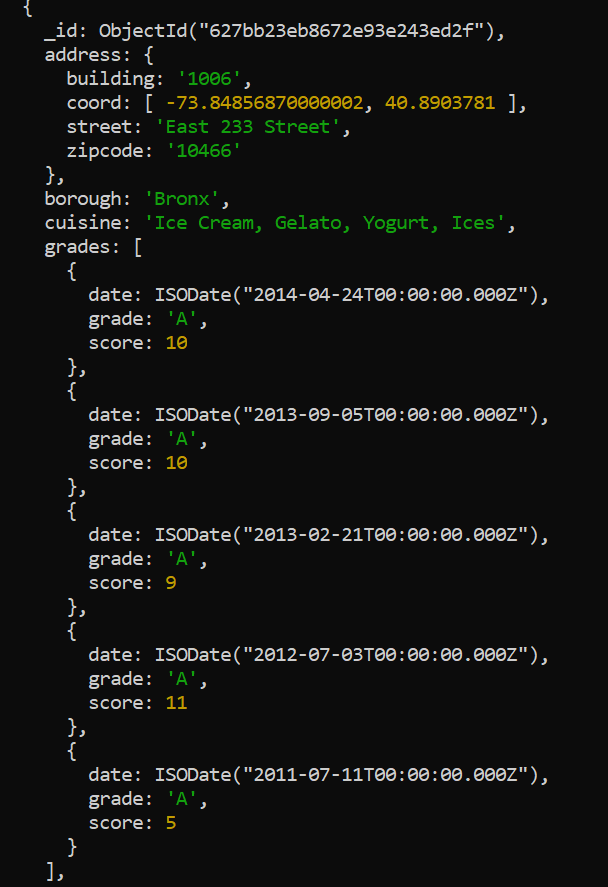 {
_id: ObjectId("627bb23eb8672e93e243ed2f"),
address: {
building: '1006',
coord: [ -73.84856870000002, 40.8903781 ],
street: 'East 233 Street',
zipcode: '10466'
},
borough: 'Bronx',
cuisine: 'Ice Cream, Gelato, Yogurt, Ices',
grades: [
{
date: ISODate("2014-04-24T00:00:00.000Z"),
grade: 'A',
score: 10
},
{
date: ISODate("2013-09-05T00:00:00.000Z"),
grade: 'A',
score: 10
},
{
date: ISODate("2013-02-21T00:00:00.000Z"),
grade: 'A',
score: 9
},
{
date: ISODate("2012-07-03T00:00:00.000Z"),
grade: 'A',
score: 11
},
{
date: ISODate("2011-07-11T00:00:00.000Z"),
grade: 'A',
score: 5
}
],